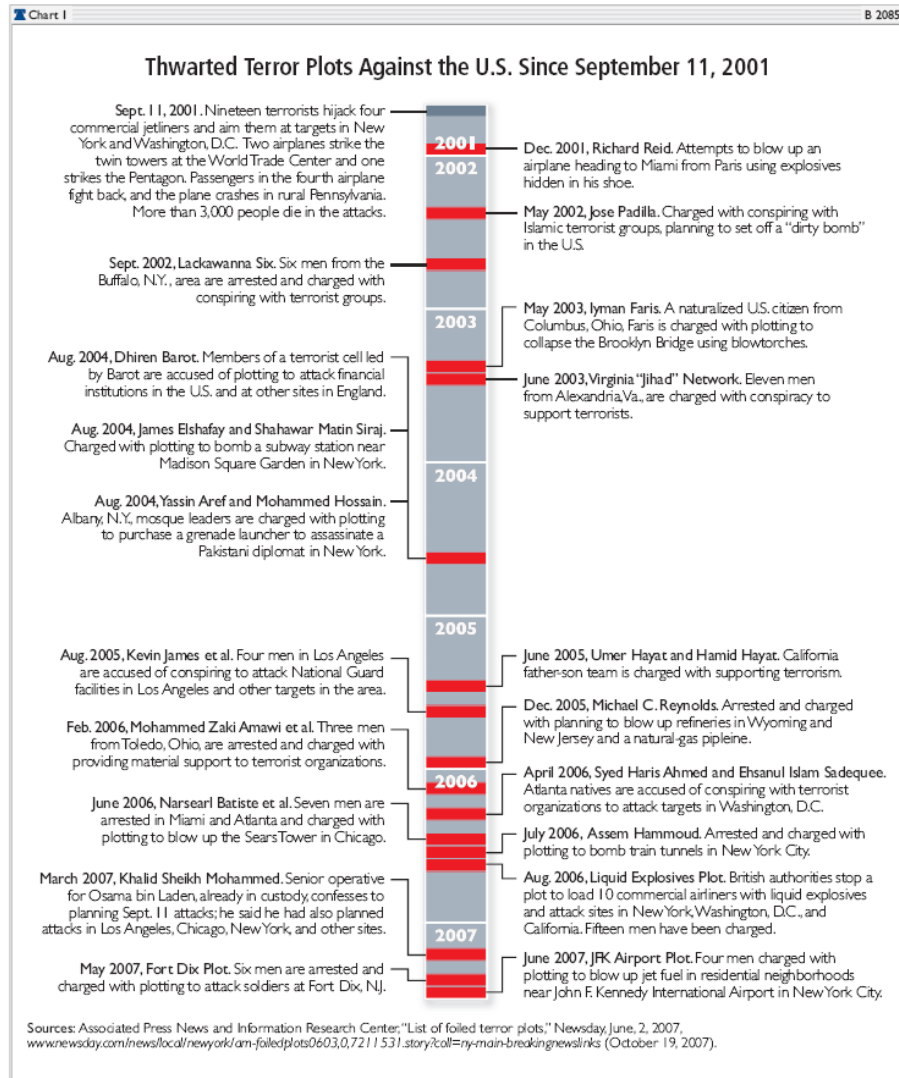 Chart 1
B 2085
Thwarted Terror Plots Against the U.S. Since September 11, 2001
Sept. 11, 2001. Nineteen terrorists hijack four
commercial jetliners and aim them at targets in New
York and Washington, D.C. Two airplanes strike the
twin towers at the World Trade Center and one
strikes the Pentagon. Passengers in the fourth airplane
fight back, and the plane crashes in rural Pennsylvania.
More than 3,000 people die in the attacks.
2001
Dec. 2001, Richard Reid. Attempts to blow up an
airplane heading to Miami from Paris using explosives
hidden in his shoe.
2002
May 2002, Jose Padilla. Charged with conspiring with
Islamic terrorist groups, planning to set off a “dirty bomb”
in the U.S.
Sept. 2002, Lackawanna Six. Six men from the
Buffalo, N.Y., area are arrested and charged with
conspiring with terrorist groups.
2003
May 2003, Iyman Faris. A naturalized U.S. citizen from
Columbus, Ohio, Faris is charged with plotting to
collapse the Brooklyn Bridge using blowtorches.
June 2003, Virginia “Jihad” Network. Eleven men
from Alexandria, Va., are charged with conspiracy to
support terrorists.
Aug. 2004, Dhiren Barot. Members of a terrorist cell led
by Barot are accused of plotting to attack financial
institutions in the U.S. and at other sites in England.
Aug. 2004, James Elshafay and Shahawar Matin Siraj.
Charged with plotting to bomb a subway station near
Madison Square Garden in New York.
2004
Aug. 2004, Yassin Aref and Mohammed Hossain.
Albany, N.Y., mosque leaders are charged with plotting
to purchase a grenade launcher to assassinate a
Pakistani diplomat in New York.
2005
Aug. 2005, Kevin James et al. Four men in Los Angeles
are accused of conspiring to attack National Guard
facilities in Los Angeles and other targets in the area.
June 2005, Umer Hayat and Hamid Hayat. California
father-son team is charged with supporting terrorism.
Dec. 2005, Michael C. Reynolds. Arrested and charged
with planning to blow up refineries in Wyoming and
New Jersey and a natural-gas pipleine.
Feb. 2006, Mohammed Zaki Amawi et al. Three men
from Toledo, Ohio, are arrested and charged with
providing material support to terrorist organizations.
2006
April 2006, Syed Haris Ahmed and Ehsanul Islam Sadequee.
Atlanta natives are accused of conspiring with terrorist
organizations to attack targets in Washington, D.C.
June 2006, Narsearl Batiste et al. Seven men are
arrested in Miami and Atlanta and charged with
plotting to blow up the Sears Tower in Chicago.
July 2006, Assem Hammoud. Arrested and charged with
plotting to bomb train tunnels in New York City.
Aug. 2006, Liquid Explosives Plot. British authorities stop a
plot to load 10 commercial airliners with liquid explosives
and attack sites in New York, Washington, D.C., and
California. Fifteen men have been charged.
March 2007, Khalid Sheikh Mohammed. Senior operative
for Osama bin Laden, already in custody, confesses to
planning Sept. 11 attacks; he said he had also planned
attacks in Los Angeles, Chicago, New York, and other sites.
2007
May 2007, Fort Dix Plot. Six men are arrested and
charged with plotting to attack soldiers at Fort Dix, N.J.
June 2007, JFK Airport Plot. Four men charged with
plotting to blow up jet fuel in residential neighborhoods
near John F. Kennedy International Airport in New York City.
Sources: Associated Press News and Information Research Center, “List of foiled terror plots,” Newsday, June, 2, 2007,
www.newsday.com/news/local/newyork/am-foiledplots0603,0,7211531.story?coll=ny-main-breakingnewslinks (October 19, 2007).